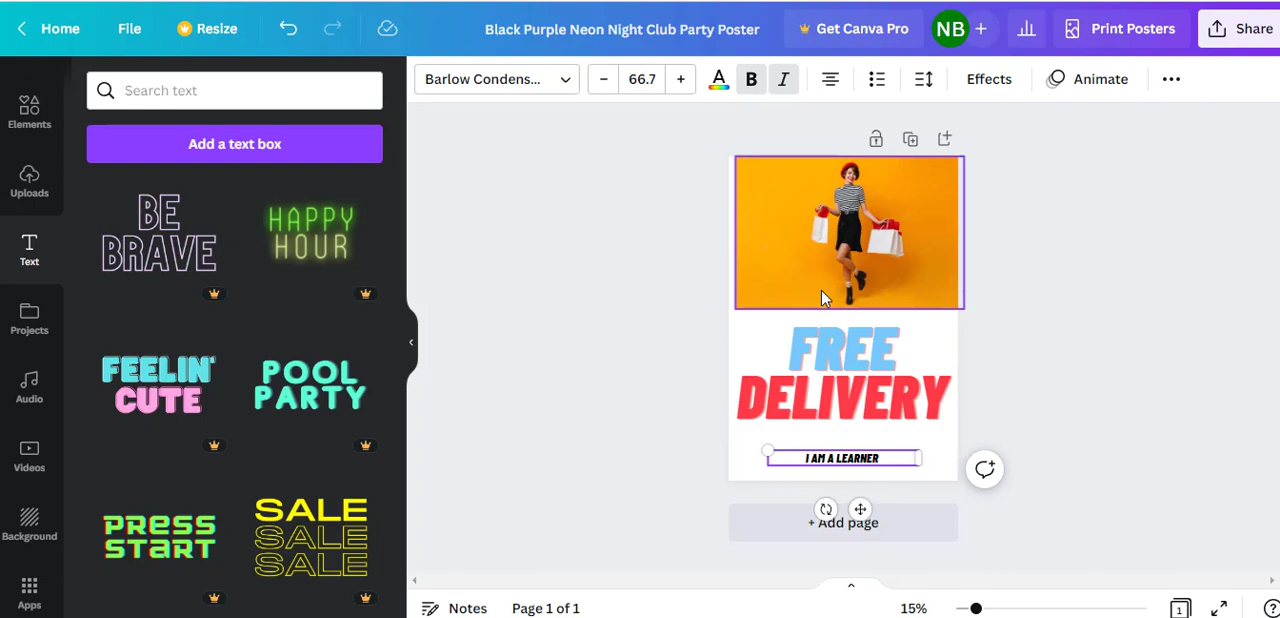 Home
File
Resize
Black Purple Neon Night Club Party Poster
Get Canva Pro
NB
+
Print Posters
Share
Elements
Uploads
Text
Projects
Audio
Videos
Background
Apps
Search text
Add a text box
BE
BRAVE
HAPPY
HOUR
FEELIN'
CUTE
POOL
PARTY
PRESS
START
SALE
SALE
SALE
Barlow Condens...
– 66.7 +
A
B
I
Effects
Animate
FREE
DELIVERY
I AM A LEARNER
+ Add page
Notes
Page 1 of 1
15%
1
?